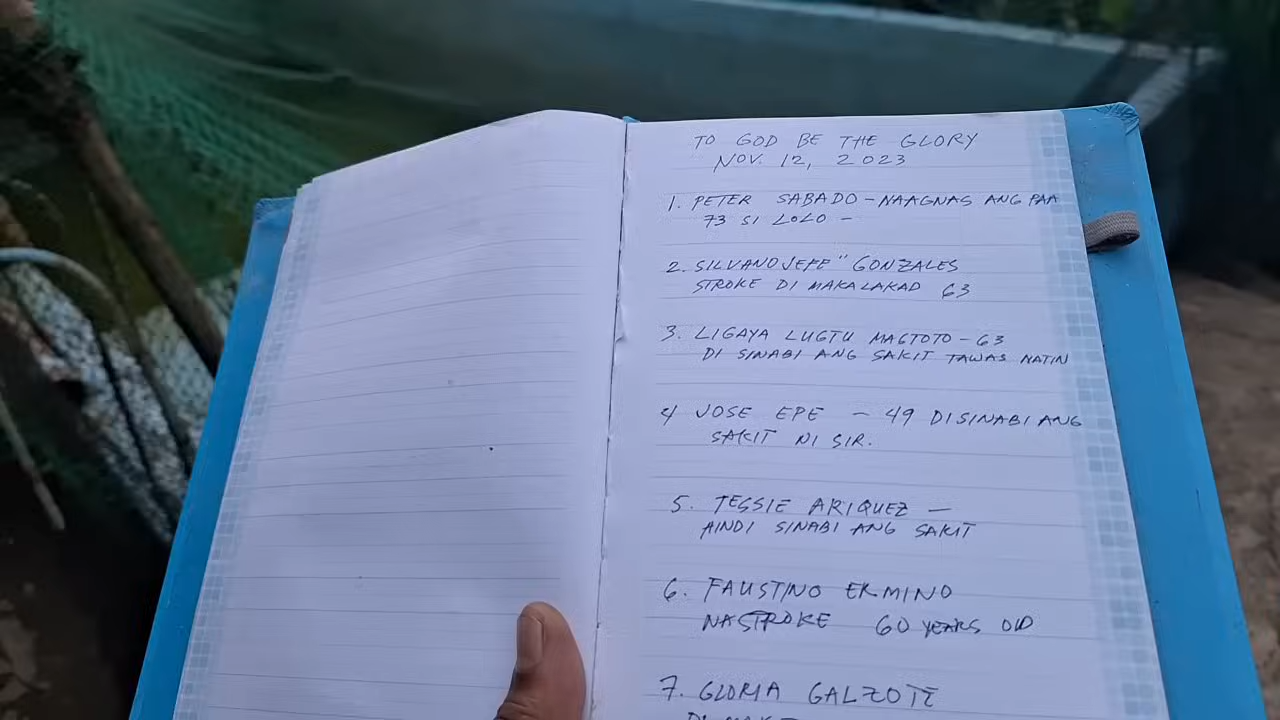 TO GOD BE THE GLORY
NOV. 12, 2023
1. PETER SABADO - NAAGNAS ANG PAA
73 SI LOLO -
2. SILVANO JEPE" GONZALES
STROKE DI MAKALAKAD 63
3. LIGAYA LUGTU MAGTOTO - 63
DI SINABI ANG SAKIT TAWAS NATIN
4 JOSE EPE - 49 DI SINABI ANG
SAKIT NI SIR.
5. TESSIE ARIQUEZ -
HINDI SINABI ANG SAKIT
6. FAUSTINO ERMINO
NASTROKE 60 YEARS OLD
7. GLORIA GALZOTE